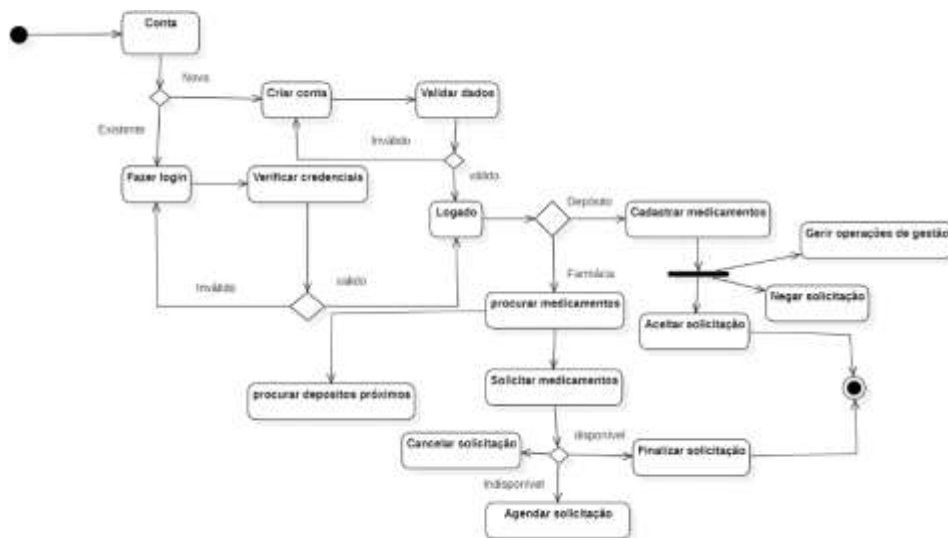 Conta
Nova
Criar conta
Validar dados
Existente
Inválido
Fazer login
Verificar credenciais
válido
Logado
Depósito
Cadastrar medicamentos
Gerir operações de gestão
Farmácia
Inválido
válido
procurar medicamentos
Negar solicitação
Aceitar solicitação
procurar depositos próximos
Solicitar medicamentos
Cancelar solicitação
disponível
Finalizar solicitação
Indisponível
Agendar solicitação